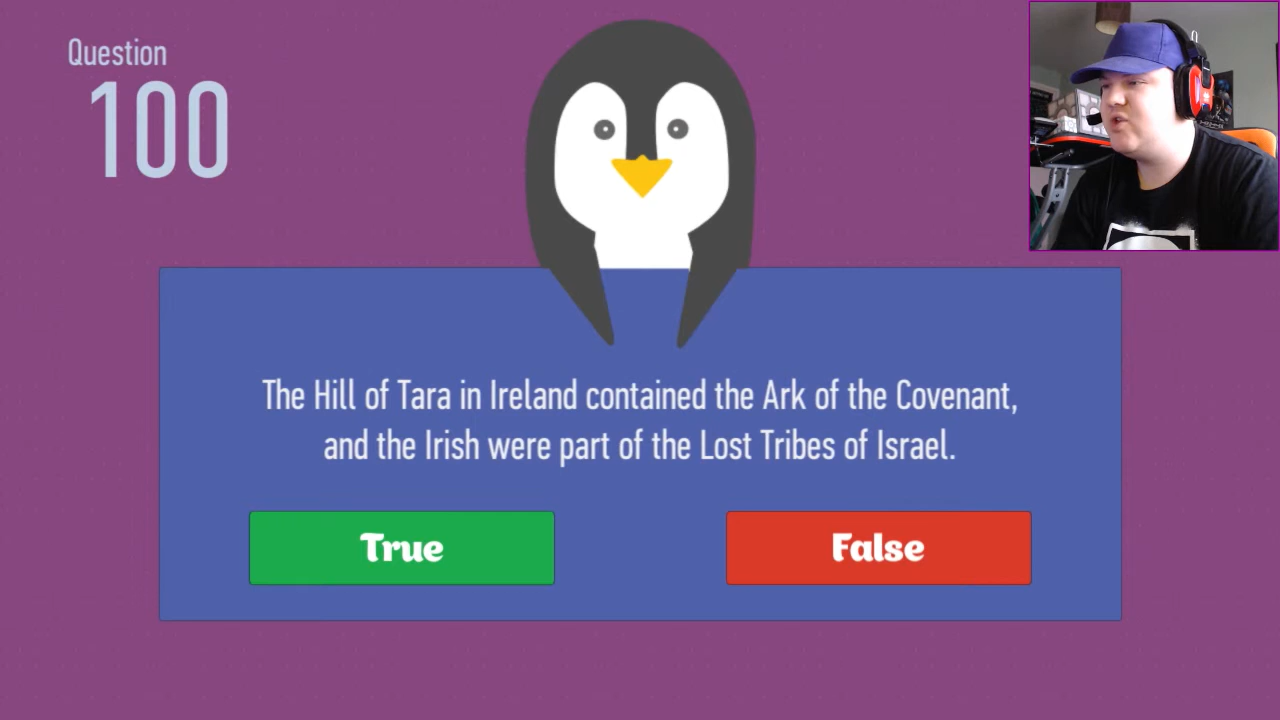 Question
100
The Hill of Tara in Ireland contained the Ark of the Covenant,
and the Irish were part of the Lost Tribes of Israel.
True
False